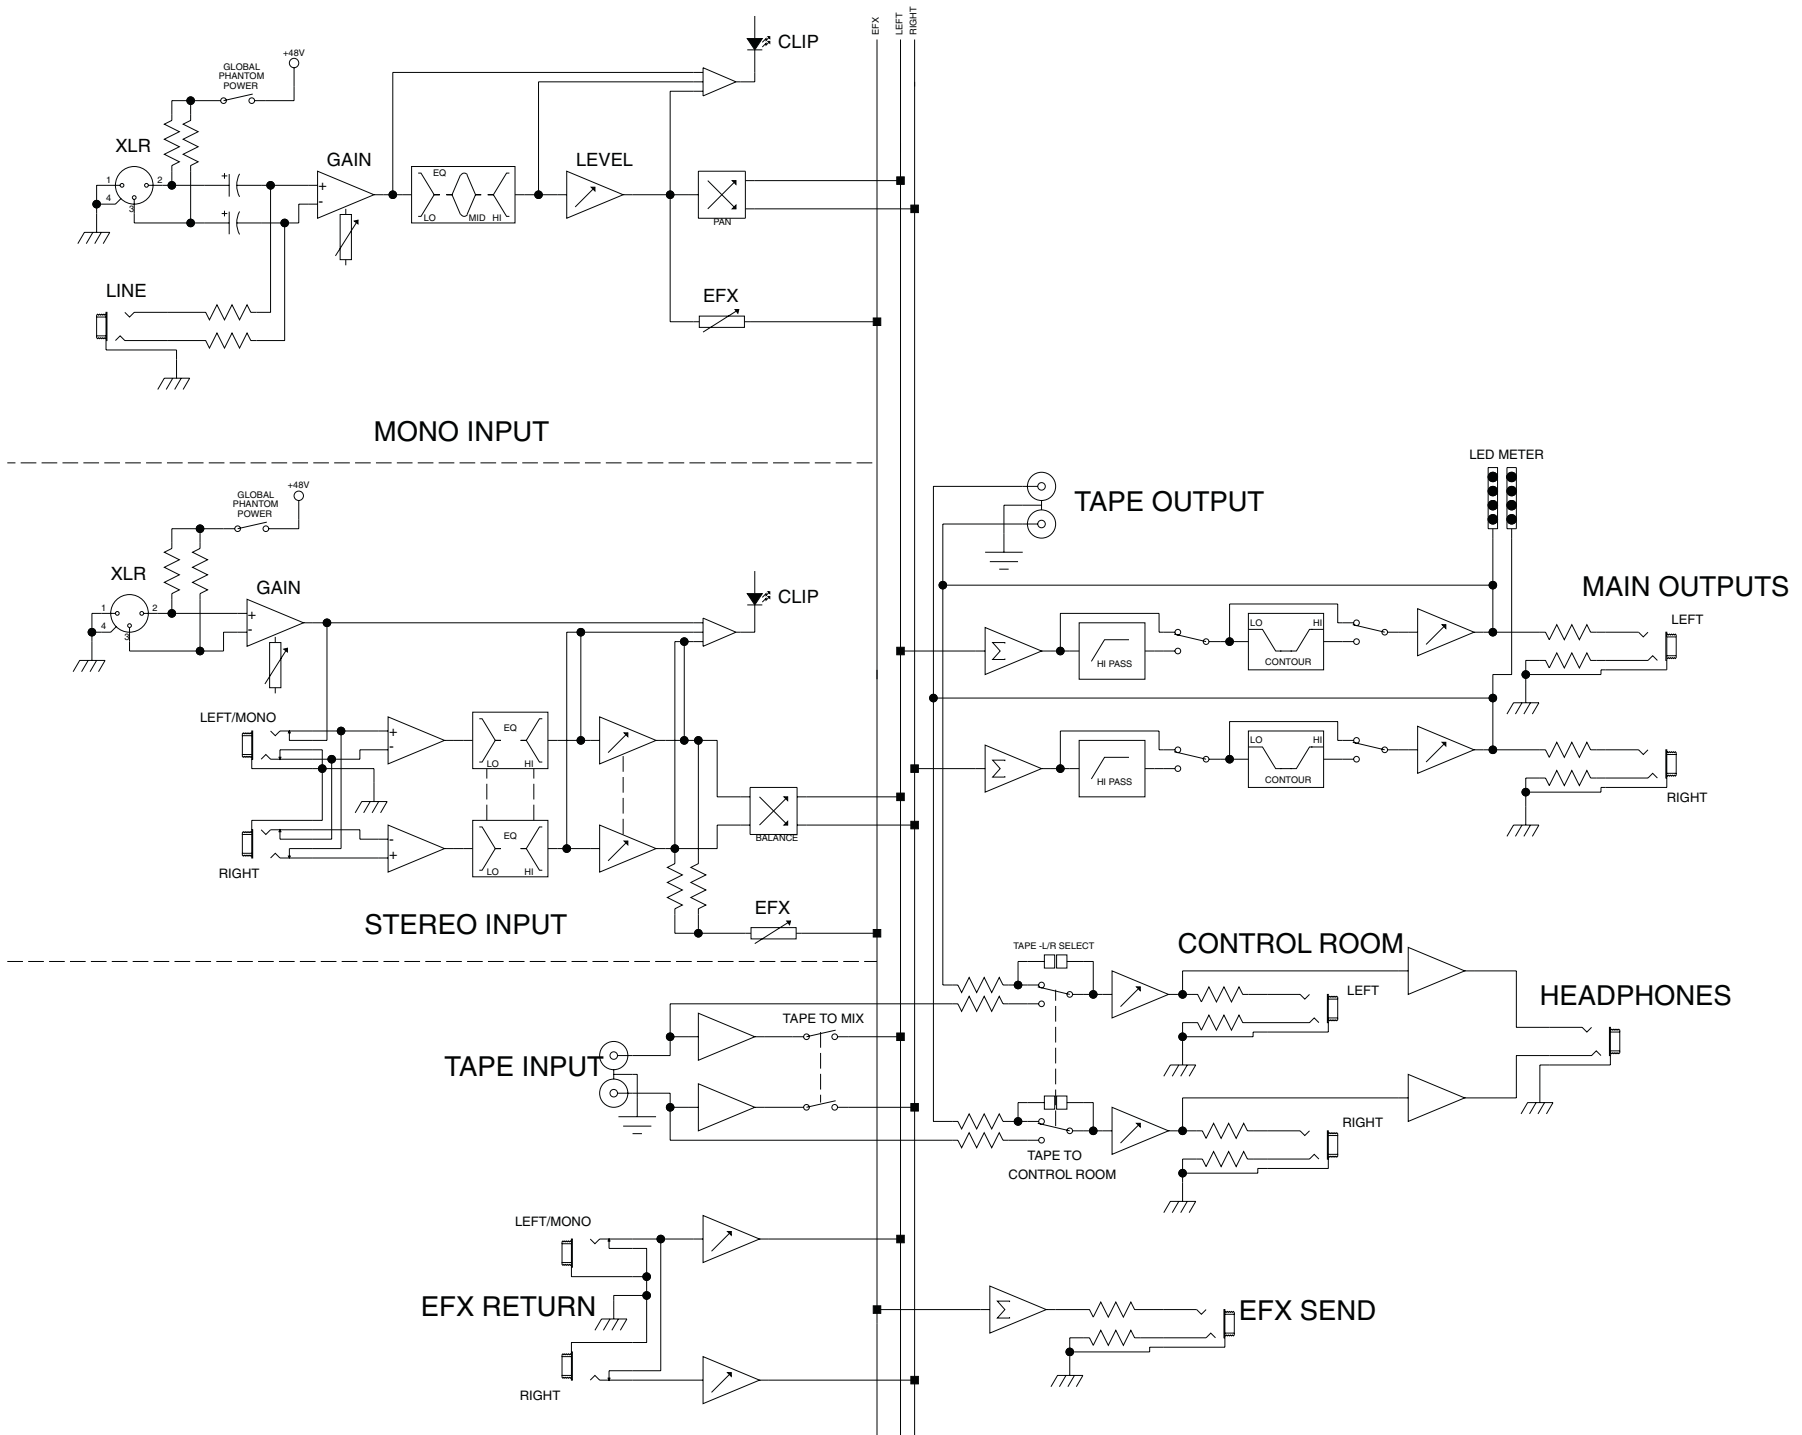 EFX
LEFT
RIGHT
CLIP
+48V
GLOBAL
PHANTOM
POWER
XLR
GAIN
LEVEL
1
2
3
4
+
+
+
-
EQ
LO
MID
HI
PAN
LINE
EFX
MONO INPUT
LED METER
TAPE OUTPUT
+48V
GLOBAL
PHANTOM
POWER
XLR
GAIN
CLIP
1
2
3
4
+
-
MAIN OUTPUTS
LEFT
Σ
HI PASS
LO
HI
CONTOUR
LEFT/MONO
+
-
EQ
LO
HI
Σ
HI PASS
LO
HI
CONTOUR
RIGHT
BALANCE
-
+
EQ
LO
HI
RIGHT
STEREO INPUT
EFX
TAPE -L/R SELECT
CONTROL ROOM
LEFT
HEADPHONES
TAPE TO MIX
TAPE INPUT
RIGHT
TAPE TO
CONTROL ROOM
LEFT/MONO
EFX RETURN
RIGHT
Σ
EFX SEND